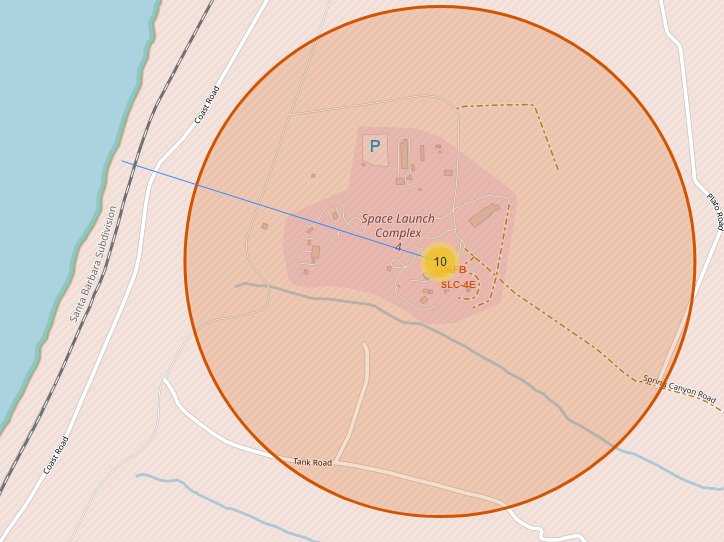 Coast Road
P
Plato Road
Space Launch
Complex
4
Santa Barbara Subdivision
10
AFB
SLC-4E
Spring Canyon Road
Coast Road
Tank Road